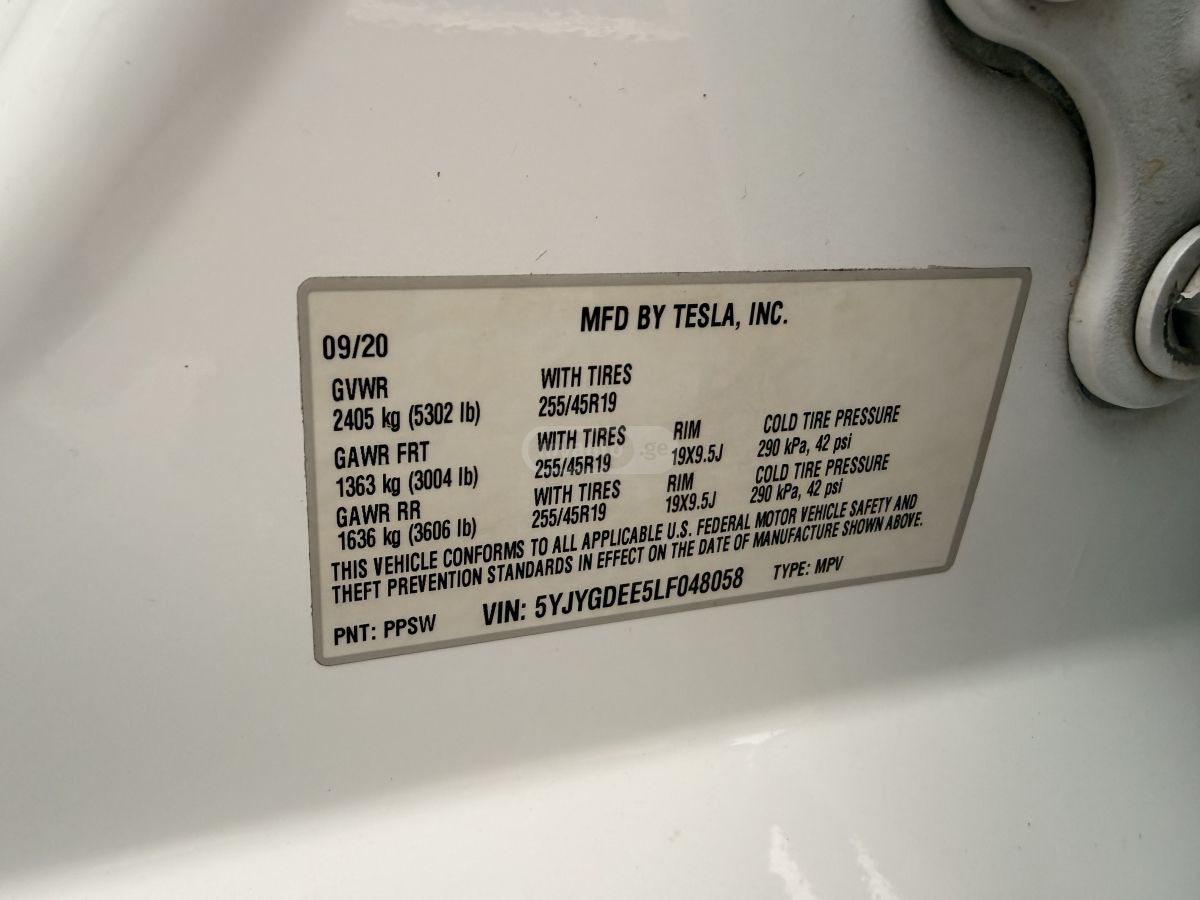 MFD BY TESLA, INC.
09/20
GVWR WITH TIRES
2405 kg (5302 lb) 255/45R19
GAWR FRT WITH TIRES RIM COLD TIRE PRESSURE
1363 kg (3004 lb) 255/45R19 19X9.5J 290 kPa, 42 psi
GAWR RR WITH TIRES RIM COLD TIRE PRESSURE
1636 kg (3606 lb) 255/45R19 19X9.5J 290 kPa, 42 psi
THIS VEHICLE CONFORMS TO ALL APPLICABLE U.S. FEDERAL MOTOR VEHICLE SAFETY AND
THEFT PREVENTION STANDARDS IN EFFECT ON THE DATE OF MANUFACTURE SHOWN ABOVE.
PNT: PPSW VIN: 5YJYGDEE5LF048058 TYPE: MPV